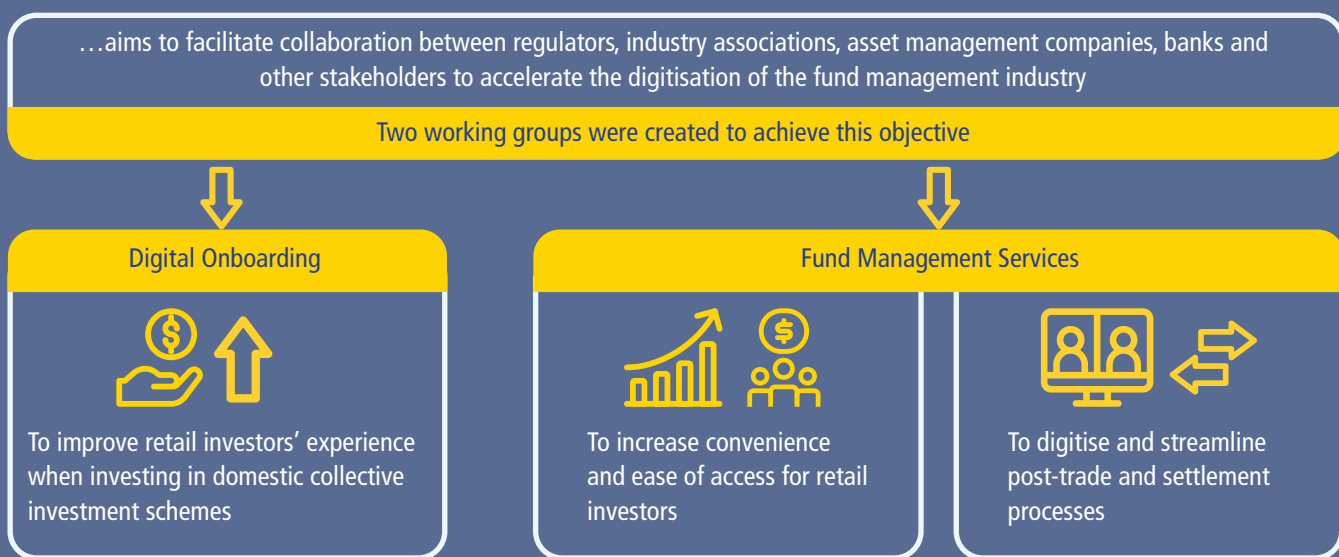 …aims to facilitate collaboration between regulators, industry associations, asset management companies, banks and
other stakeholders to accelerate the digitisation of the fund management industry
Two working groups were created to achieve this objective
Digital Onboarding
To improve retail investors’ experience
when investing in domestic collective
investment schemes
Fund Management Services
To increase convenience
and ease of access for retail
investors
To digitise and streamline
post-trade and settlement
processes